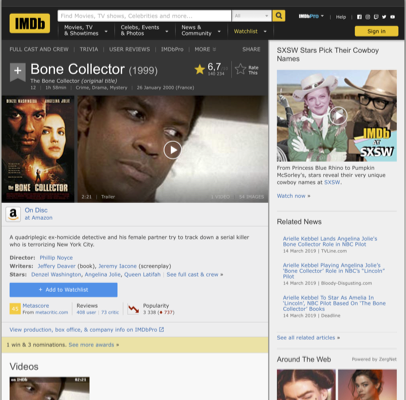 IMDb
Find Movies, TV shows, Celebrities and more...
All
Movies, TV & Showtimes
Celebs, Events & Photos
News & Community
Watchlist
IMDbPro
Help
Sign in
FULL CAST AND CREW | TRIVIA | USER REVIEWS | IMDbPro | MORE
SHARE
Bone Collector (1999)
The Bone Collector (original title)
12 | 1h 58min | Crime, Drama, Mystery | 26 January 2000 (France)
6,7
Rate This
DENZEL WASHINGTON ANGELINA JOLIE
THE BONE COLLECTOR
2:21 | Trailer
On Disc
at Amazon
A quadriplegic ex-homicide detective and his female partner try to track down a serial killer
who is terrorizing New York City.
Director: Phillip Noyce
Writers: Jeffery Deaver (book), Jeremy Iacone (screenplay)
Stars: Denzel Washington, Angelina Jolie, Queen Latifah | See full cast & crew »
+ Add to Watchlist
Metascore
From metacritic.com
Reviews
408 user | 73 critic
Popularity
3 338 (737)
View production, box office, & company info on IMDbPro
1 win & 3 nominations. See more awards »
Videos
SXSW Stars Pick Their Cowboy
Names
IMDb
AT
SXSW
From Princess Blue Rhino to Pumpkin
McSorley's, stars reveal their very
unique cowboy names at SXSW.
Watch now »
Related News
Arielle Kebbel Lands Angelina Jolie's
Bone Collector Role in NBC Pilot
14 March 2019 | TVLine.com
Arielle Kebbel Playing Angelina Jolie's
'Bone Collector' Role in NBC's "Lincoln"
Pilot
14 March 2019 | Bloody-Disgusting.com
Arielle Kebbel To Star As Amelia In
'Lincoln', NBC Pilot Based On 'The Bone
Collector' Books
14 March 2019 | Deadline
See all related articles »
Around The Web
Powered by ZergNet